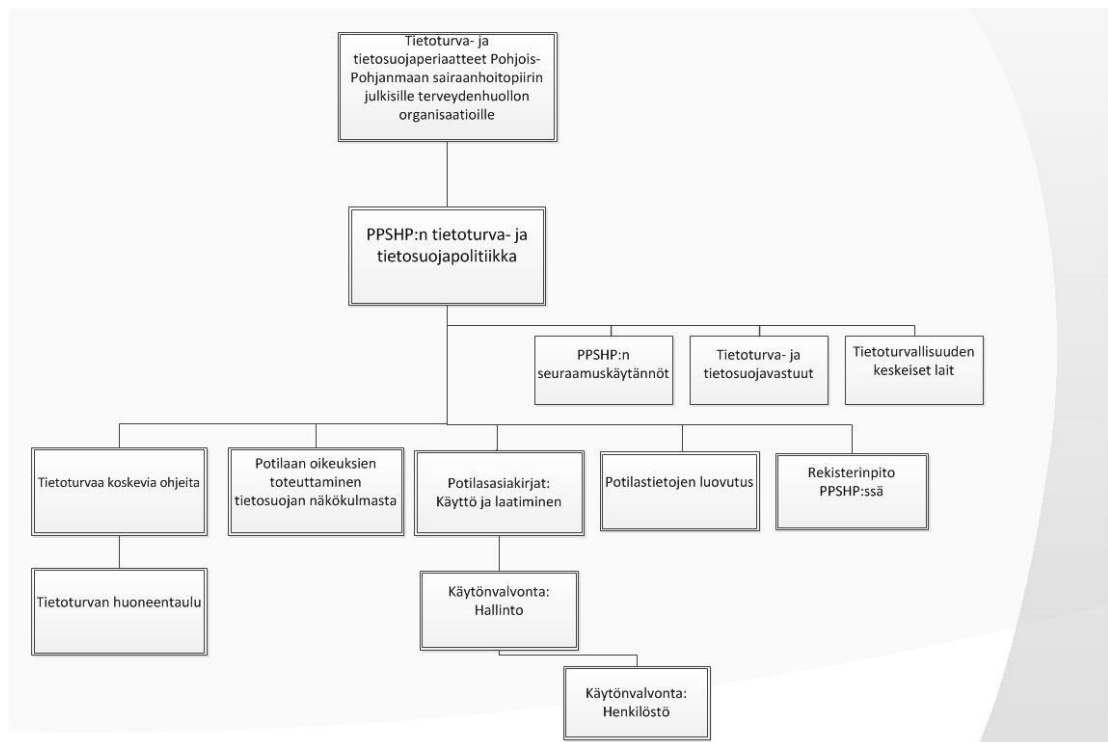 Tietoturva- ja
tietosuojaperiaatteet Pohjois-
Pohjanmaan sairaanhoitopiirin
julkisille terveydenhuollon
organisaatioille
PPSHP:n tietoturva- ja
tietosuojapolitiikka
PPSHP:n
seuraamuskäytännöt
Tietoturva- ja
tietosuojavastuut
Tietoturvallisuuden
keskeiset lait
Tietoturvaa koskevia ohjeita
Potilaan oikeuksien
toteuttaminen
tietosuojan näkökulmasta
Potilasasiakirjat:
Käyttö ja laatiminen
Potilastietojen luovutus
Rekisterinpito
PPSHP:ssä
Tietoturvan huoneentaulu
Käytönvalvonta:
Hallinto
Käytönvalvonta:
Henkilöstö